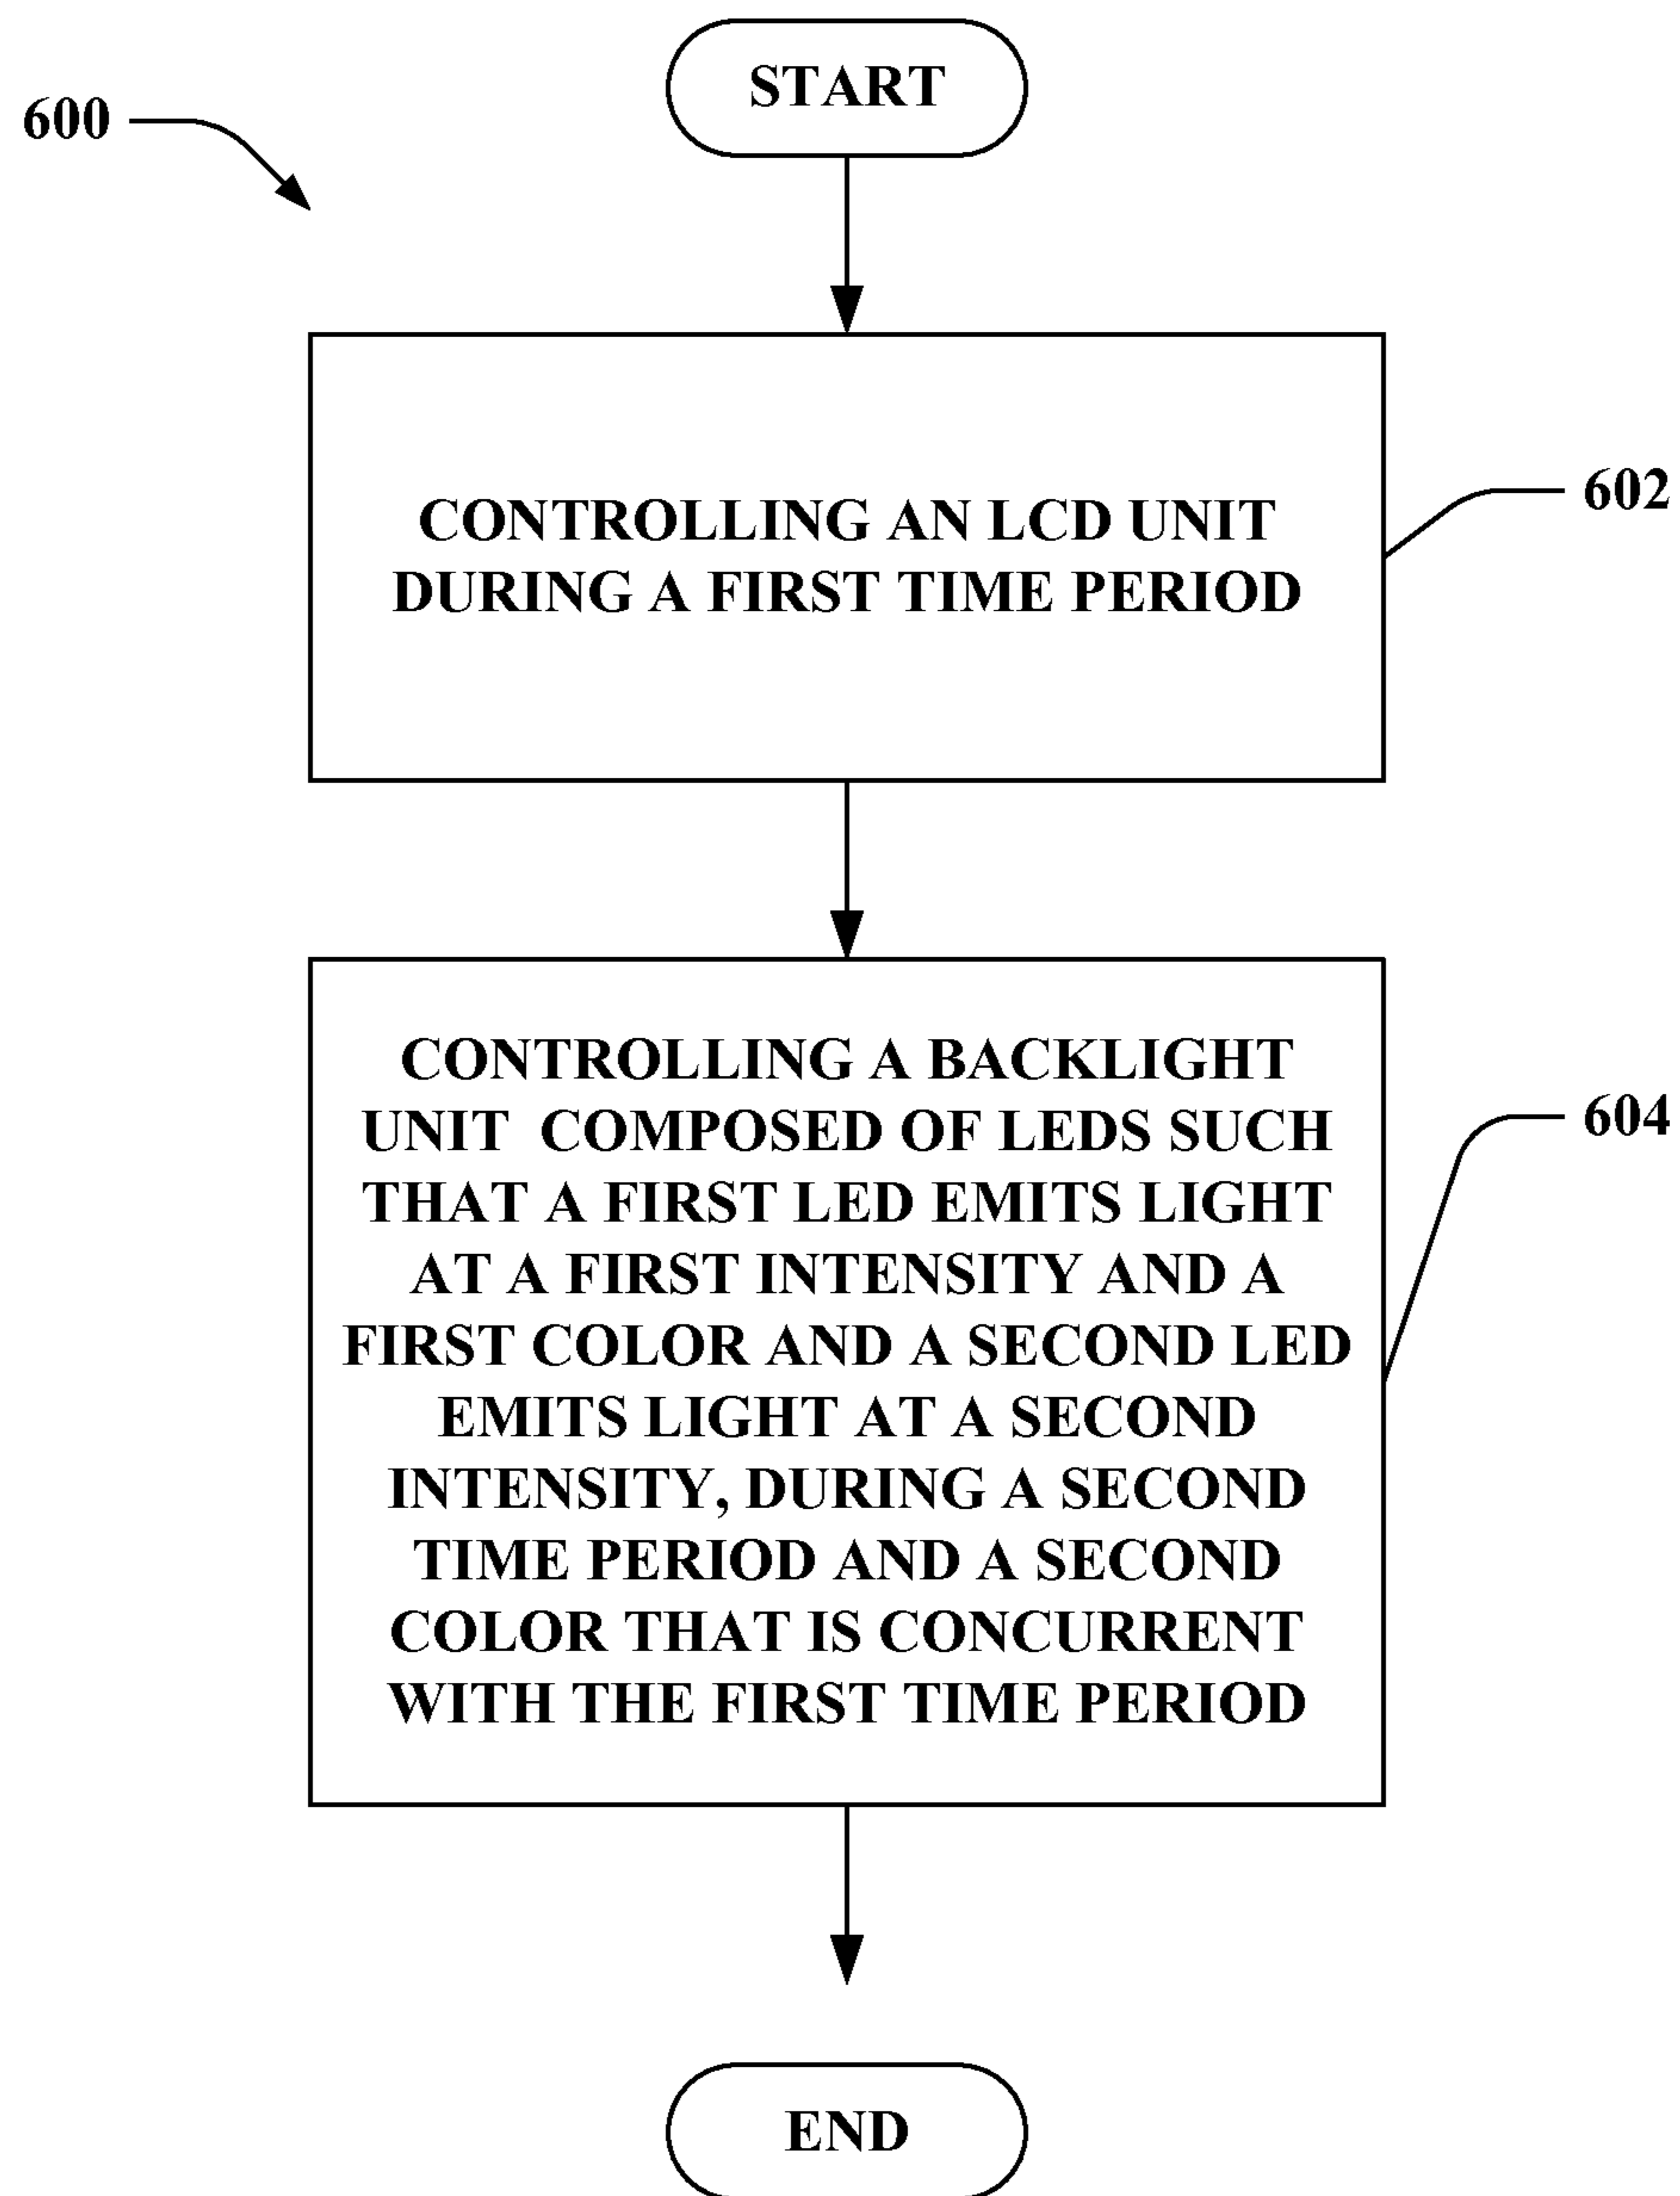 START
600
CONTROLLING AN LCD UNIT
DURING A FIRST TIME PERIOD
602
CONTROLLING A BACKLIGHT
UNIT COMPOSED OF LEDS SUCH
THAT A FIRST LED EMITS LIGHT
AT A FIRST INTENSITY AND A
FIRST COLOR AND A SECOND LED
EMITS LIGHT AT A SECOND
INTENSITY, DURING A SECOND
TIME PERIOD AND A SECOND
COLOR THAT IS CONCURRENT
WITH THE FIRST TIME PERIOD
604
END